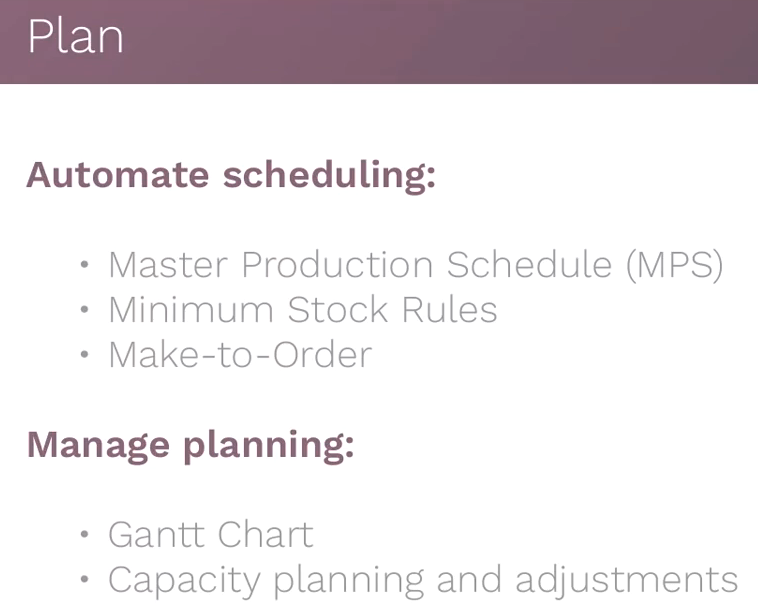 Plan
Automate scheduling:
• Master Production Schedule (MPS)
• Minimum Stock Rules
• Make-to-Order
Manage planning:
• Gantt Chart
• Capacity planning and adjustments